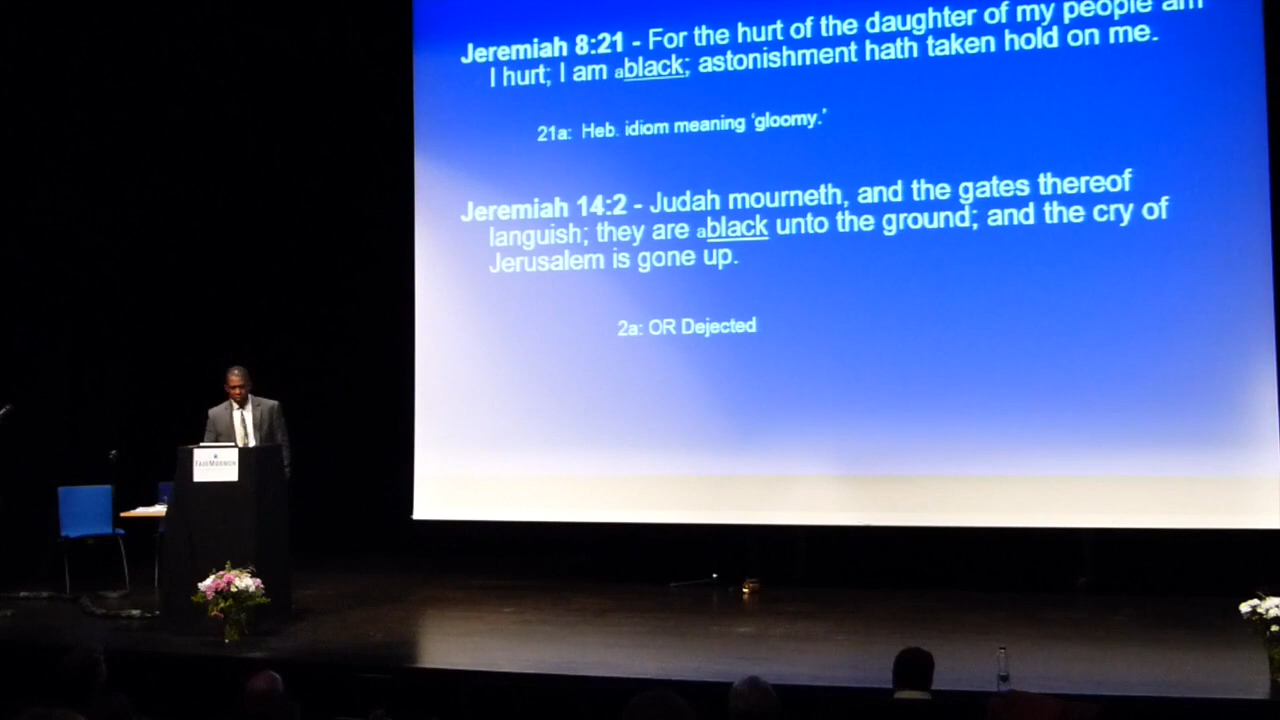 Jeremiah 8:21 - For the hurt of the daughter of my people am
I hurt; I am ablack; astonishment hath taken hold on me.
21a: Heb. idiom meaning 'gloomy.'
Jeremiah 14:2 - Judah mourneth, and the gates thereof
languish; they are ablack unto the ground; and the cry of
Jerusalem is gone up.
2a: OR Dejected
FAIRMORMON